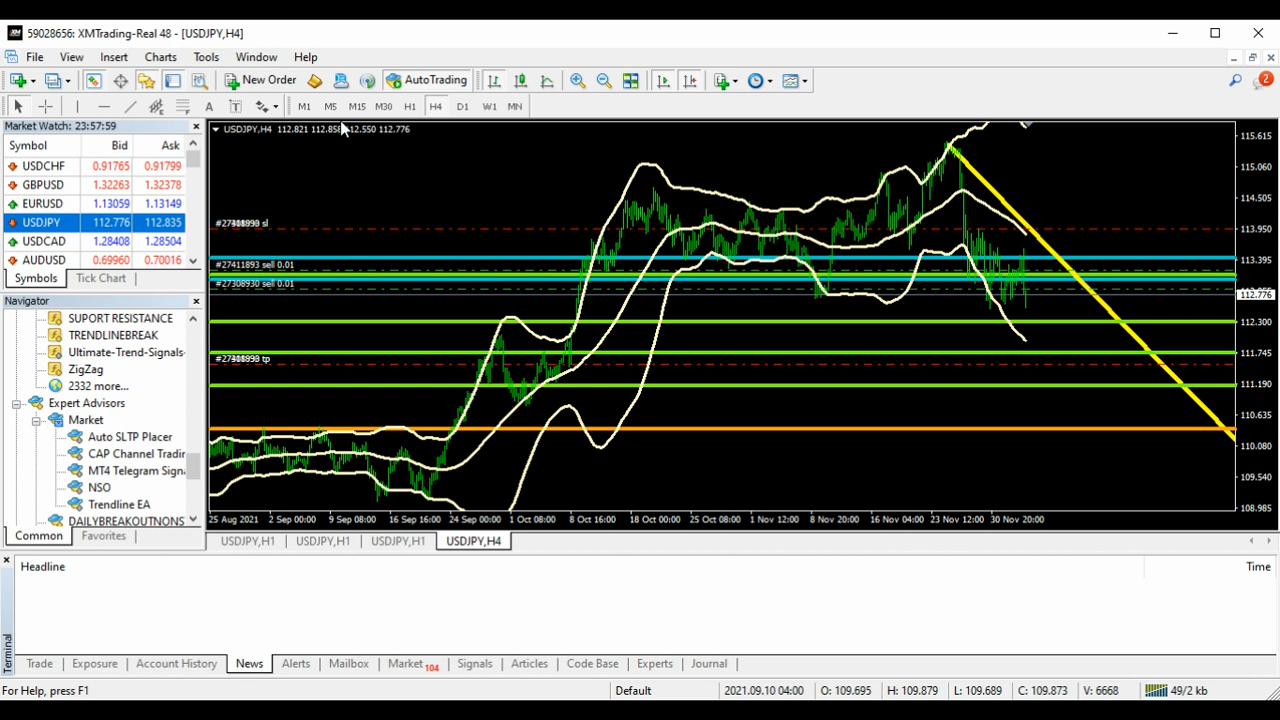 59028656: XMTrading-Real 48 - [USDJPY,H4]
File View Insert Charts Tools Window Help
New Order AutoTrading
M1 M5 M15 M30 H1 H4 D1 W1 MN
2
Market Watch: 23:57:59
Symbol Bid Ask
USDCHF 0.91765 0.91799
GBPUSD 1.32263 1.32378
EURUSD 1.13059 1.13149
USDJPY 112.776 112.835
USDCAD 1.28408 1.28504
AUDUSD 0.69960 0.70016
Symbols Tick Chart
Navigator
SUPORT RESISTANCE
TRENDLINEBREAK
Ultimate-Trend-Signals-
ZigZag
2332 more...
Expert Advisors
Market
Auto SLTP Placer
CAP Channel Tradin
MT4 Telegram Signa
NSO
Trendline EA
DAILYBREAKOUTNONS
Common Favorites
USDJPY,H4 112.821 112.550 112.776
sl
#27411893 sell 0.01
#27308930 sell 0.01
tp
115.615
115.060
114.505
113.950
113.395
112.776
112.300
111.745
111.190
110.635
110.080
109.540
108.985
25 Aug 2021 2 Sep 00:00 9 Sep 08:00 16 Sep 16:00 24 Sep 00:00 1 Oct 08:00 8 Oct 16:00 18 Oct 00:00 25 Oct 08:00 1 Nov 12:00 8 Nov 20:00 16 Nov 04:00 23 Nov 12:00 30 Nov 20:00
USDJPY,H1 USDJPY,H1 USDJPY,H1 USDJPY,H4
Headline Time
Terminal
Trade Exposure Account History News Alerts Mailbox Market 104 Signals Articles Code Base Experts Journal
For Help, press F1 Default 2021.09.10 04:00 O: 109.695 H: 109.879 L: 109.689 C: 109.873 V: 6668 49/2 kb